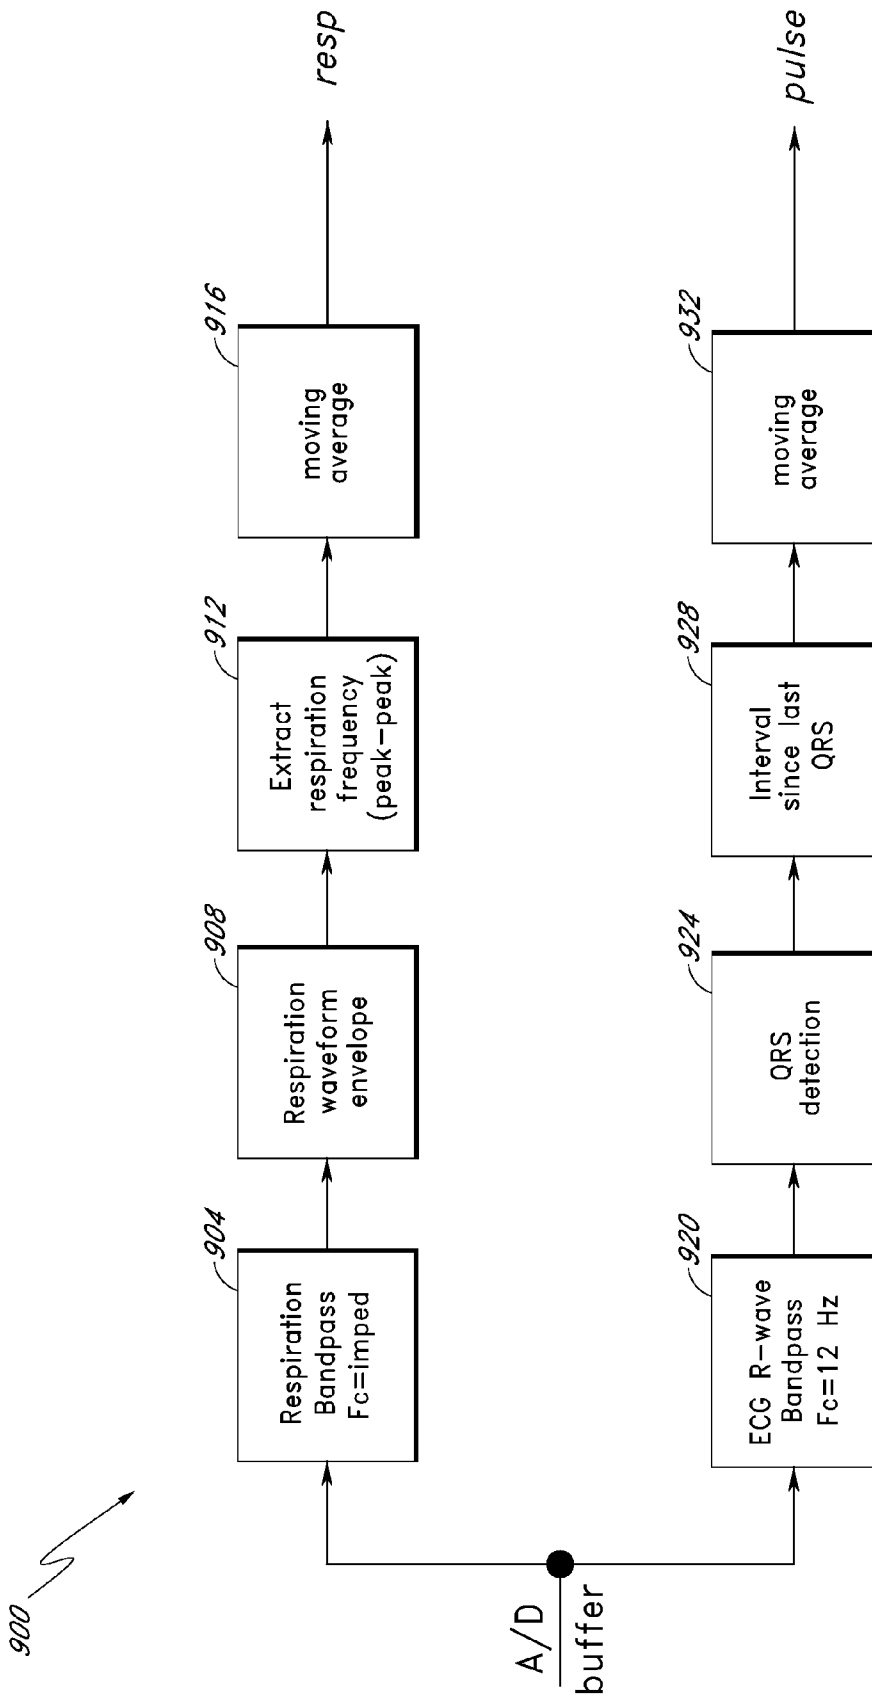 900
A/D
buffer
904
Respiration
Bandpass
Fc=imped
908
Respiration
waveform
envelope
912
Extract
respiration
frequency
(peak-peak)
916
moving
average
resp
920
ECG R-wave
Bandpass
Fc=12 Hz
924
QRS
detection
928
Interval
since last
QRS
932
moving
average
pulse